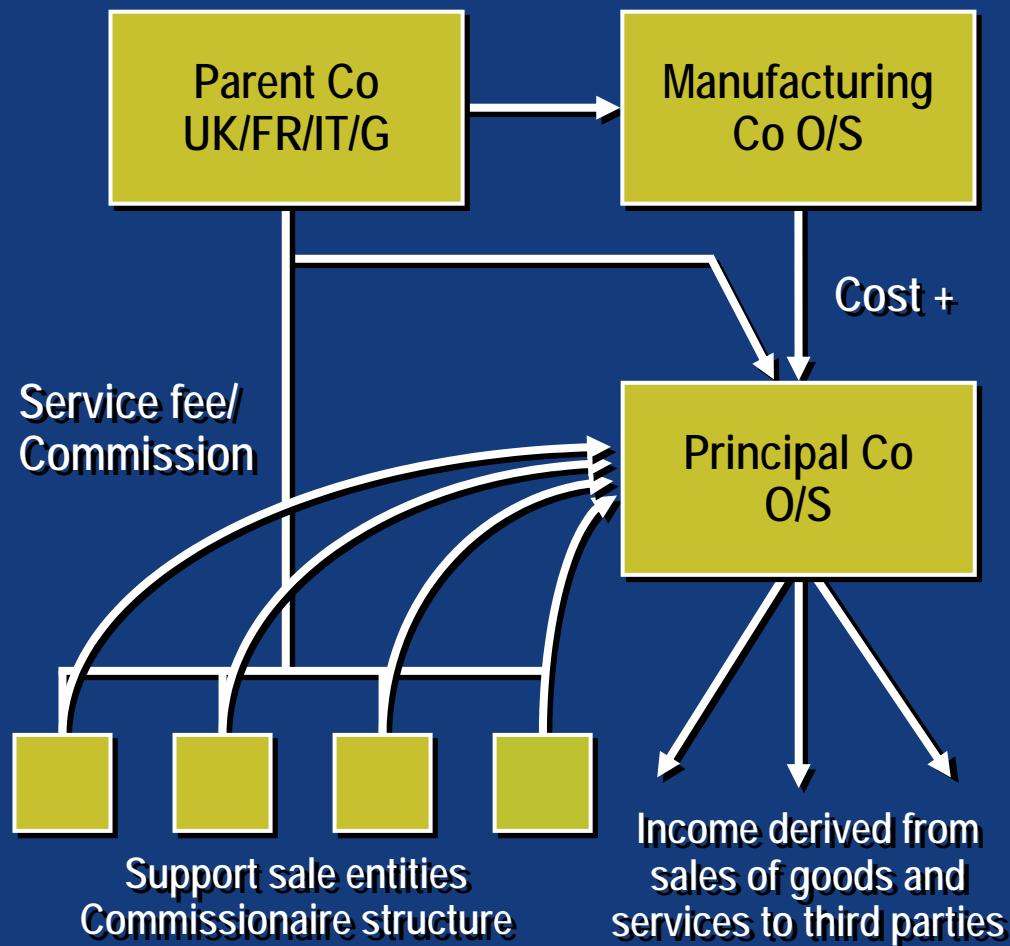 Parent Co
UK/FR/IT/G
Manufacturing
Co O/S
Cost +
Service fee/
Commission
Principal Co
O/S
Support sale entities
Commissionaire structure
Income derived from
sales of goods and
services to third parties